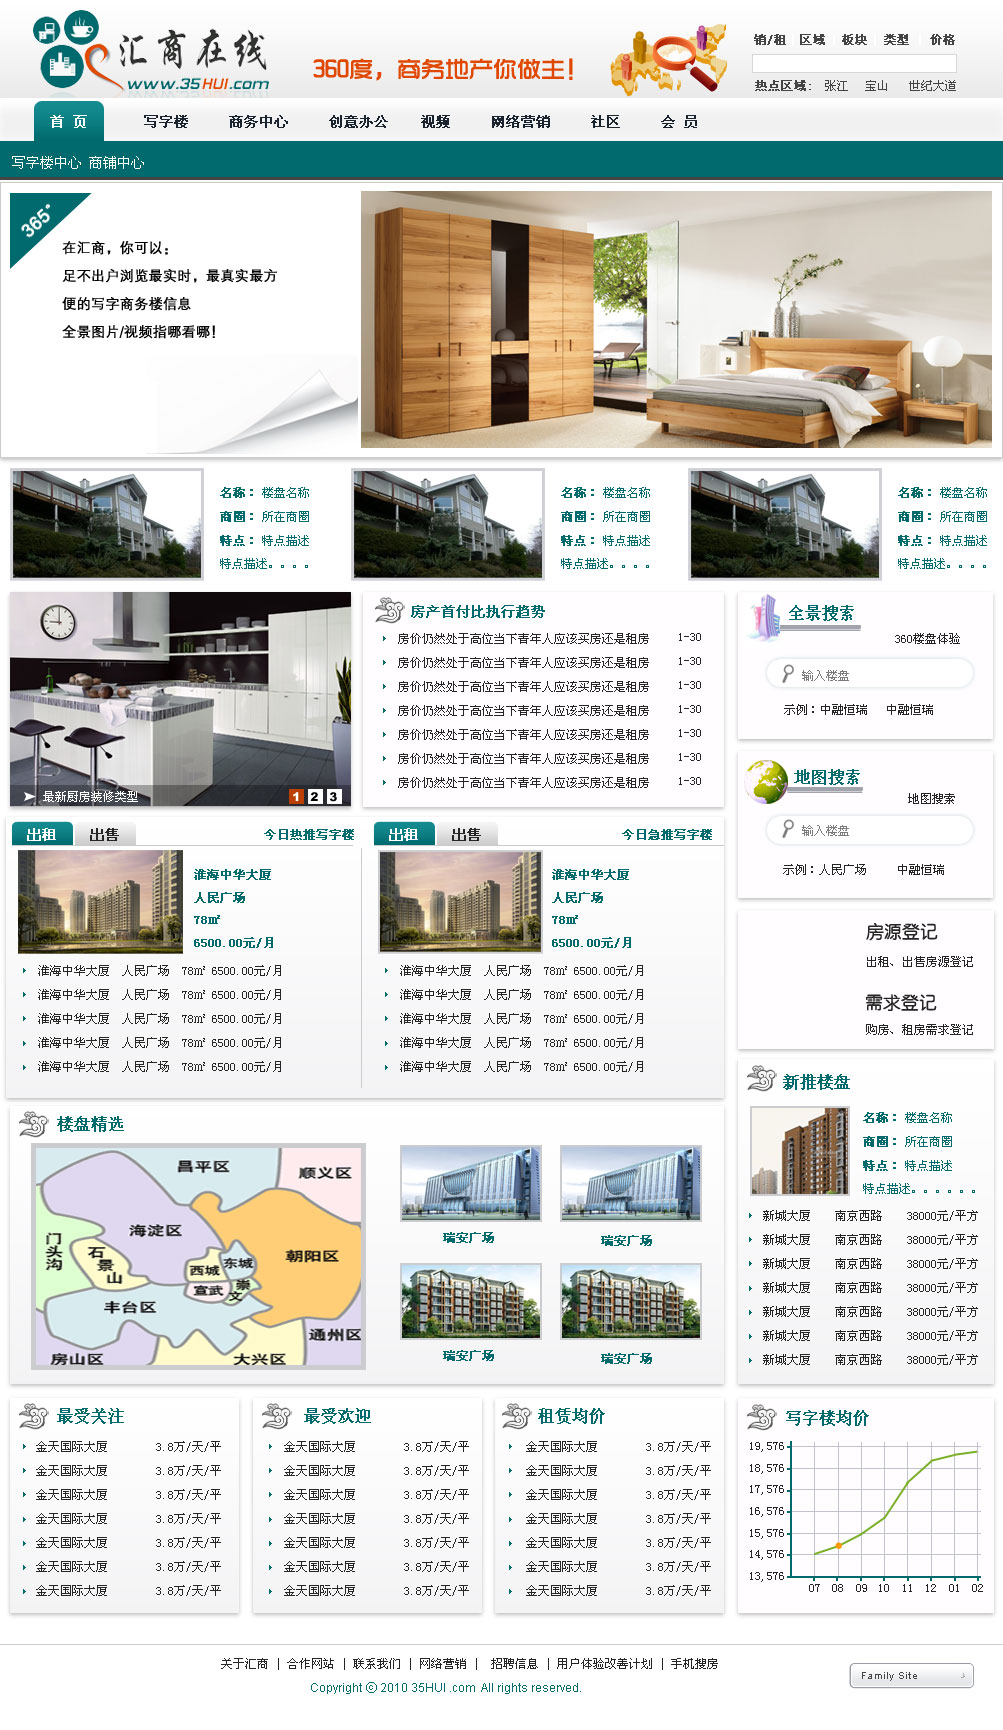 汇商在线
www.35HUI.com
360度，商务地产你做主！
销/租 区域 板块 类型 价格
热点区域： 张江 宝山 世纪大道
首 页 写字楼 商务中心 创意办公 视频 网络营销 社区 会 员
写字楼中心 商铺中心
365°
在汇商，你可以：
足不出户浏览最实时，最真实最方
便的写字商务楼信息
全景图片/视频指哪看哪！
名称： 楼盘名称
商圈： 所在商圈
特点： 特点描述
特点描述。。。。
名称： 楼盘名称
商圈： 所在商圈
特点： 特点描述
特点描述。。。。
名称： 楼盘名称
商圈： 所在商圈
特点： 特点描述
特点描述。。。。
最新厨房装修类型
1 2 3
房产首付比执行趋势
房价仍然处于高位当下青年人应该买房还是租房 1-30
房价仍然处于高位当下青年人应该买房还是租房 1-30
房价仍然处于高位当下青年人应该买房还是租房 1-30
房价仍然处于高位当下青年人应该买房还是租房 1-30
房价仍然处于高位当下青年人应该买房还是租房 1-30
房价仍然处于高位当下青年人应该买房还是租房 1-30
房价仍然处于高位当下青年人应该买房还是租房 1-30
全景搜索
360楼盘体验
输入楼盘
示例：中融恒瑞 中融恒瑞
地图搜索
地图搜索
输入楼盘
示例：人民广场 中融恒瑞
出租 出售 今日热推写字楼
淮海中华大厦
人民广场
78㎡
6500.00元/月
淮海中华大厦 人民广场 78㎡ 6500.00元/月
淮海中华大厦 人民广场 78㎡ 6500.00元/月
淮海中华大厦 人民广场 78㎡ 6500.00元/月
淮海中华大厦 人民广场 78㎡ 6500.00元/月
淮海中华大厦 人民广场 78㎡ 6500.00元/月
出租 出售 今日急推写字楼
淮海中华大厦
人民广场
78㎡
6500.00元/月
淮海中华大厦 人民广场 78㎡ 6500.00元/月
淮海中华大厦 人民广场 78㎡ 6500.00元/月
淮海中华大厦 人民广场 78㎡ 6500.00元/月
淮海中华大厦 人民广场 78㎡ 6500.00元/月
淮海中华大厦 人民广场 78㎡ 6500.00元/月
房源登记
出租、出售房源登记
需求登记
购房、租房需求登记
楼盘精选
昌平区
顺义区
海淀区
门头沟
石景山
朝阳区
西城
东城
宣武
崇文
丰台区
通州区
房山区
大兴区
瑞安广场
瑞安广场
瑞安广场
瑞安广场
新推楼盘
名称： 楼盘名称
商圈： 所在商圈
特点： 特点描述
特点描述。。。。。。
新城大厦 南京西路 38000元/平方
新城大厦 南京西路 38000元/平方
新城大厦 南京西路 38000元/平方
新城大厦 南京西路 38000元/平方
新城大厦 南京西路 38000元/平方
新城大厦 南京西路 38000元/平方
新城大厦 南京西路 38000元/平方
最受关注
金天国际大厦 3.8万/天/平
金天国际大厦 3.8万/天/平
金天国际大厦 3.8万/天/平
金天国际大厦 3.8万/天/平
金天国际大厦 3.8万/天/平
金天国际大厦 3.8万/天/平
金天国际大厦 3.8万/天/平
最受欢迎
金天国际大厦 3.8万/天/平
金天国际大厦 3.8万/天/平
金天国际大厦 3.8万/天/平
金天国际大厦 3.8万/天/平
金天国际大厦 3.8万/天/平
金天国际大厦 3.8万/天/平
金天国际大厦 3.8万/天/平
租赁均价
金天国际大厦 3.8万/天/平
金天国际大厦 3.8万/天/平
金天国际大厦 3.8万/天/平
金天国际大厦 3.8万/天/平
金天国际大厦 3.8万/天/平
金天国际大厦 3.8万/天/平
金天国际大厦 3.8万/天/平
写字楼均价
19,576
18,576
17,576
16,576
15,576
14,576
13,576
07 08 09 10 11 12 01 02
关于汇商 | 合作网站 | 联系我们 | 网络营销 | 招聘信息 | 用户体验改善计划 | 手机搜房
Copyright ⓒ 2010 35HUI .com All rights reserved.
Family Site